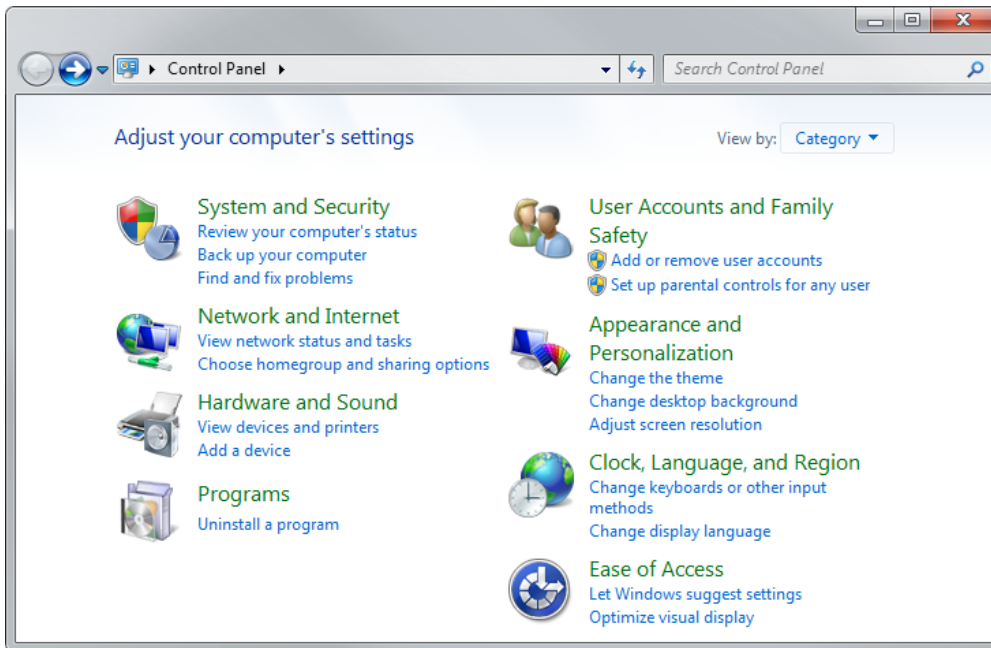 Control Panel
Search Control Panel
Adjust your computer's settings
View by: Category
System and Security
Review your computer's status
Back up your computer
Find and fix problems
Network and Internet
View network status and tasks
Choose homegroup and sharing options
Hardware and Sound
View devices and printers
Add a device
Programs
Uninstall a program
User Accounts and Family
Safety
Add or remove user accounts
Set up parental controls for any user
Appearance and
Personalization
Change the theme
Change desktop background
Adjust screen resolution
Clock, Language, and Region
Change keyboards or other input
methods
Change display language
Ease of Access
Let Windows suggest settings
Optimize visual display